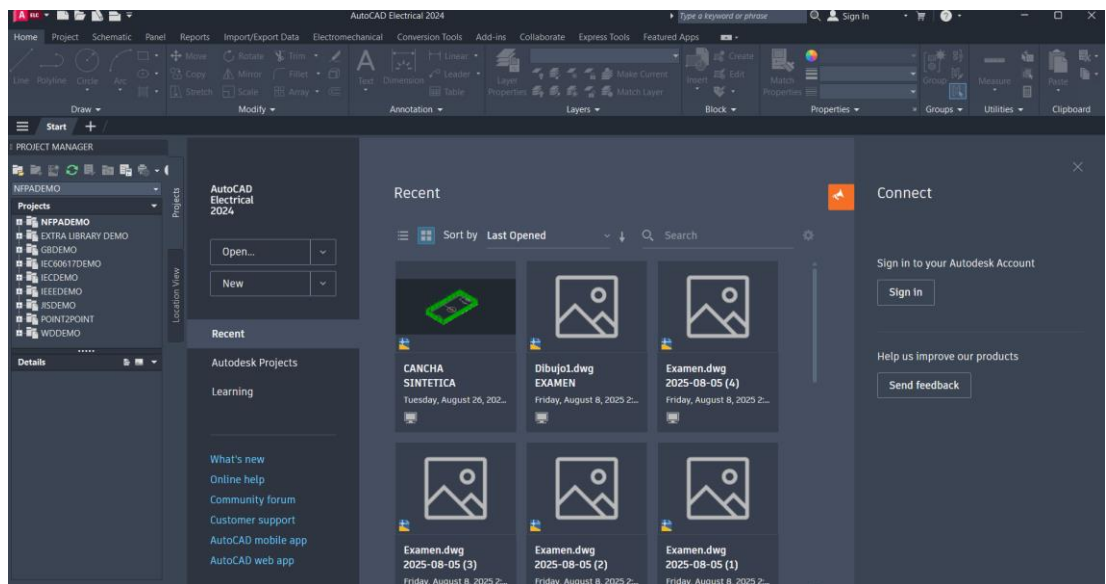 A ELEC
AutoCAD Electrical 2024
Type a keyword or phrase
Sign In
Home Project Schematic Panel Reports Import/Export Data Electromechanical Conversion Tools Add-ins Collaborate Express Tools Featured Apps
Line Polyline Circle Arc
Move Rotate Trim
Copy Mirror Fillet
Stretch Scale Array
Text Dimension
Linear
Leader
Table
Layer Properties
Make Current
Match Layer
Insert
Create
Edit
Match Properties
Group
Measure
Paste
Draw Modify Annotation Layers Block Properties Groups Utilities Clipboard
Start
PROJECT MANAGER
NFPADEMO
Projects
NFPADEMO
EXTRA LIBRARY DEMO
GBDEMO
IEC60617DEMO
IECDEMO
IEEEDEMO
JISDEMO
POINT2POINT
WDDEMO
Details
Projects
Location View
AutoCAD
Electrical
2024
Open...
New
Recent
Autodesk Projects
Learning
What's new
Online help
Community forum
Customer support
AutoCAD mobile app
AutoCAD web app
Recent
Sort by Last Opened
Search
CANCHA
SINTETICA
Tuesday, August 26, 202...
Dibujo1.dwg
EXAMEN
Friday, August 8, 2025 2:...
Examen.dwg
2025-08-05 (4)
Friday, August 8, 2025 2:...
Examen.dwg
2025-08-05 (3)
Friday, August 8, 2025 2:...
Examen.dwg
2025-08-05 (2)
Friday, August 8, 2025 2:...
Examen.dwg
2025-08-05 (1)
Friday, August 8, 2025 2:...
Connect
Sign in to your Autodesk Account
Sign in
Help us improve our products
Send feedback